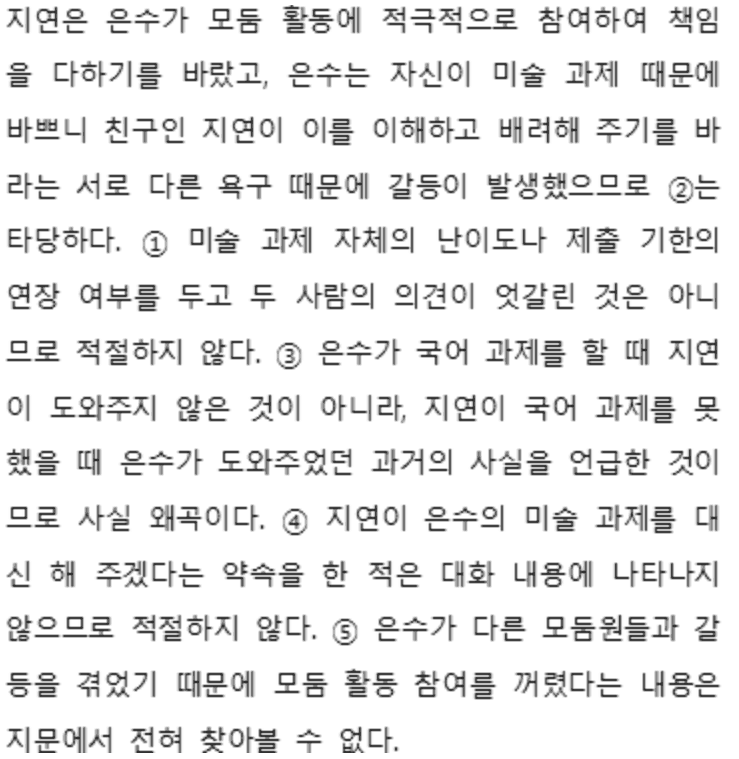 지연은 은수가 모둠 활동에 적극적으로 참여하여 책임
을 다하기를 바랐고, 은수는 자신이 미술 과제 때문에
바쁘니 친구인 지연이 이를 이해하고 배려해 주기를 바
라는 서로 다른 욕구 때문에 갈등이 발생했으므로 ②는
타당하다. ① 미술 과제 자체의 난이도나 제출 기한의
연장 여부를 두고 두 사람의 의견이 엇갈린 것은 아니
므로 적절하지 않다. ③ 은수가 국어 과제를 할 때 지연
이 도와주지 않은 것이 아니라, 지연이 국어 과제를 못
했을 때 은수가 도와주었던 과거의 사실을 언급한 것이
므로 사실 왜곡이다. ④ 지연이 은수의 미술 과제를 대
신 해 주겠다는 약속을 한 적은 대화 내용에 나타나지
않으므로 적절하지 않다. ⑤ 은수가 다른 모둠원들과 갈
등을 겪었기 때문에 모둠 활동 참여를 꺼렸다는 내용은
지문에서 전혀 찾아볼 수 없다.